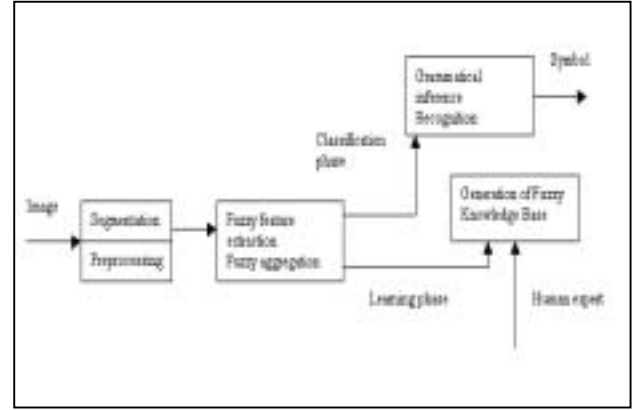 Symbol
Grammatical
inference
Recognition
Classification
phase
Generation of Fuzzy
Knowledge Base
Image
Segmentation
Preprocessing
Fuzzy feature
extraction
Fuzzy aggregation
Learning phase
Human expert